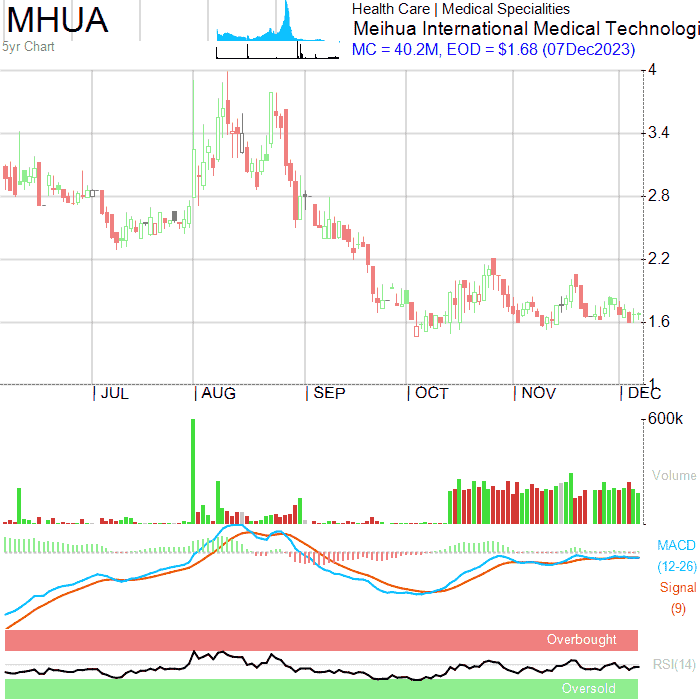 MHUA
5yr Chart
Health Care | Medical Specialities
Meihua International Medical Technologi
MC = 40.2M, EOD = $1.68 (07Dec2023)
4
3.4
2.8
2.2
1.6
1
JUL AUG SEP OCT NOV DEC
600k
Volume
MACD
(12-26)
Signal
(9)
Overbought
RSI(14)
Oversold